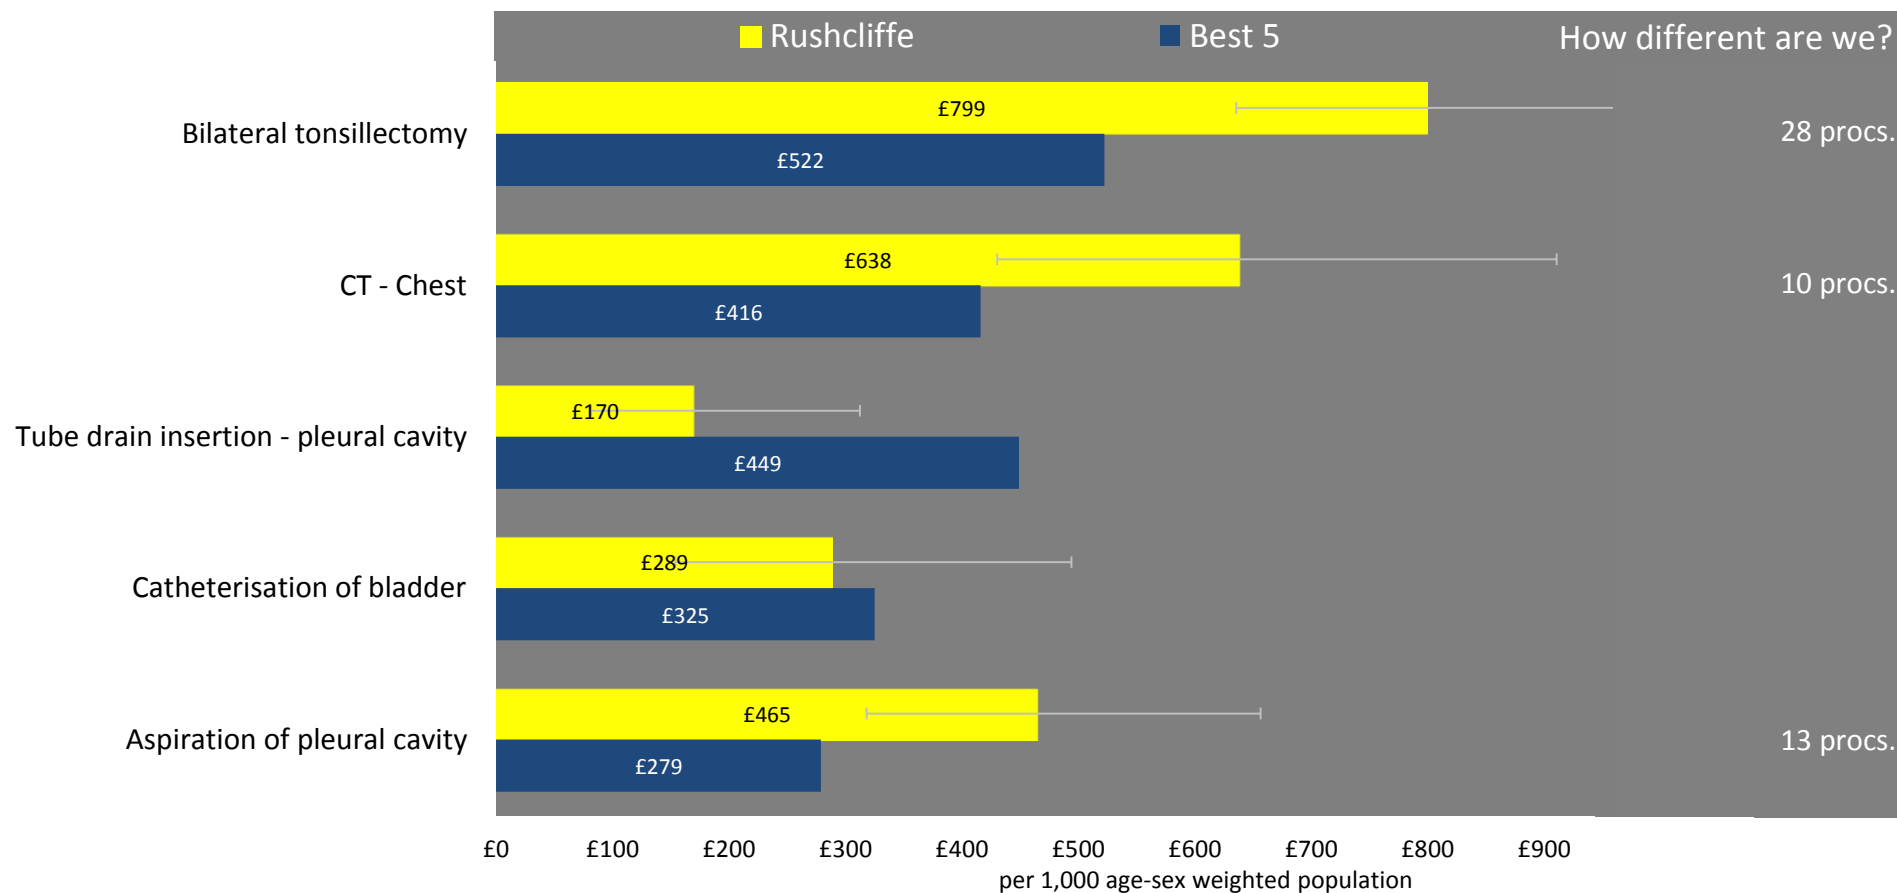 Rushcliffe Best 5 How different are we?
Bilateral tonsillectomy £799 28 procs.
£522
CT - Chest £638 10 procs.
£416
Tube drain insertion - pleural cavity £170
£449
Catheterisation of bladder £289
£325
Aspiration of pleural cavity £465 13 procs.
£279
£0 £100 £200 £300 £400 £500 £600 £700 £800 £900
per 1,000 age-sex weighted population